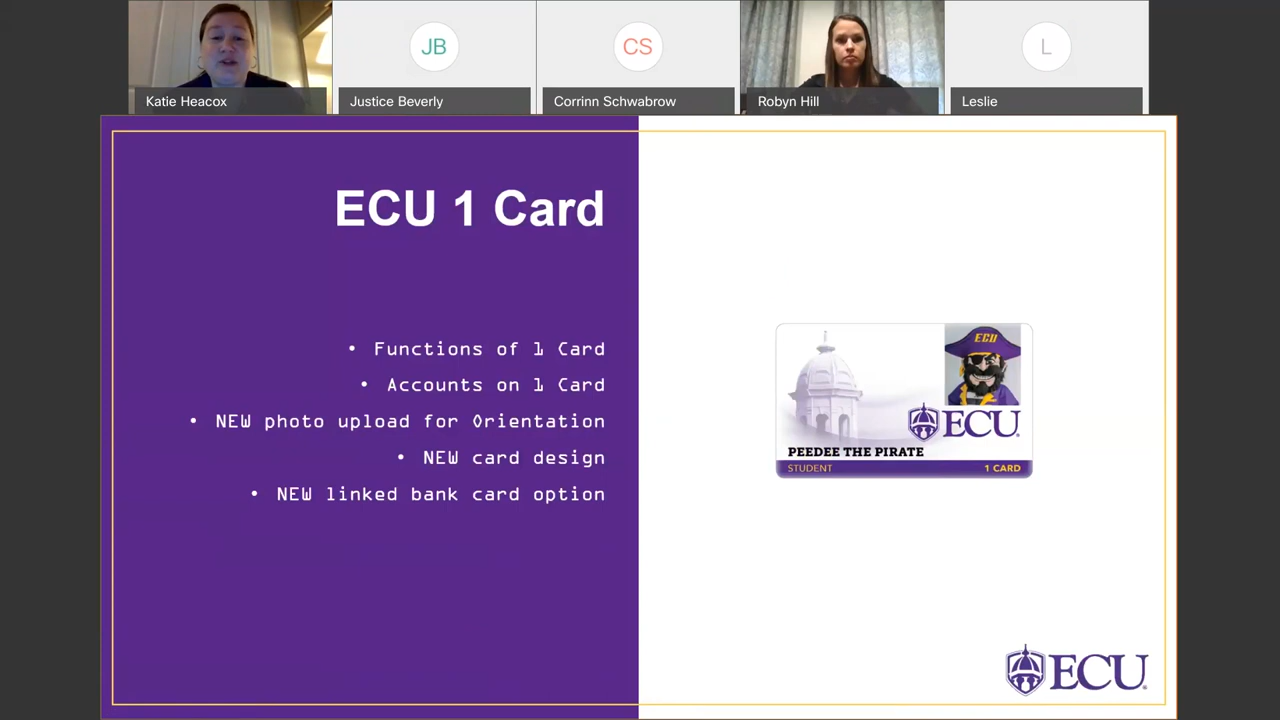 JB
CS
L
Katie Heacox
Justice Beverly
Corrinn Schwabrow
Robyn Hill
Leslie
ECU 1 Card
• Functions of 1 Card
• Accounts on 1 Card
• NEW photo upload for Orientation
• NEW card design
• NEW linked bank card option
ECU
ECU
PEEDEE THE PIRATE
STUDENT
1 CARD
ECU